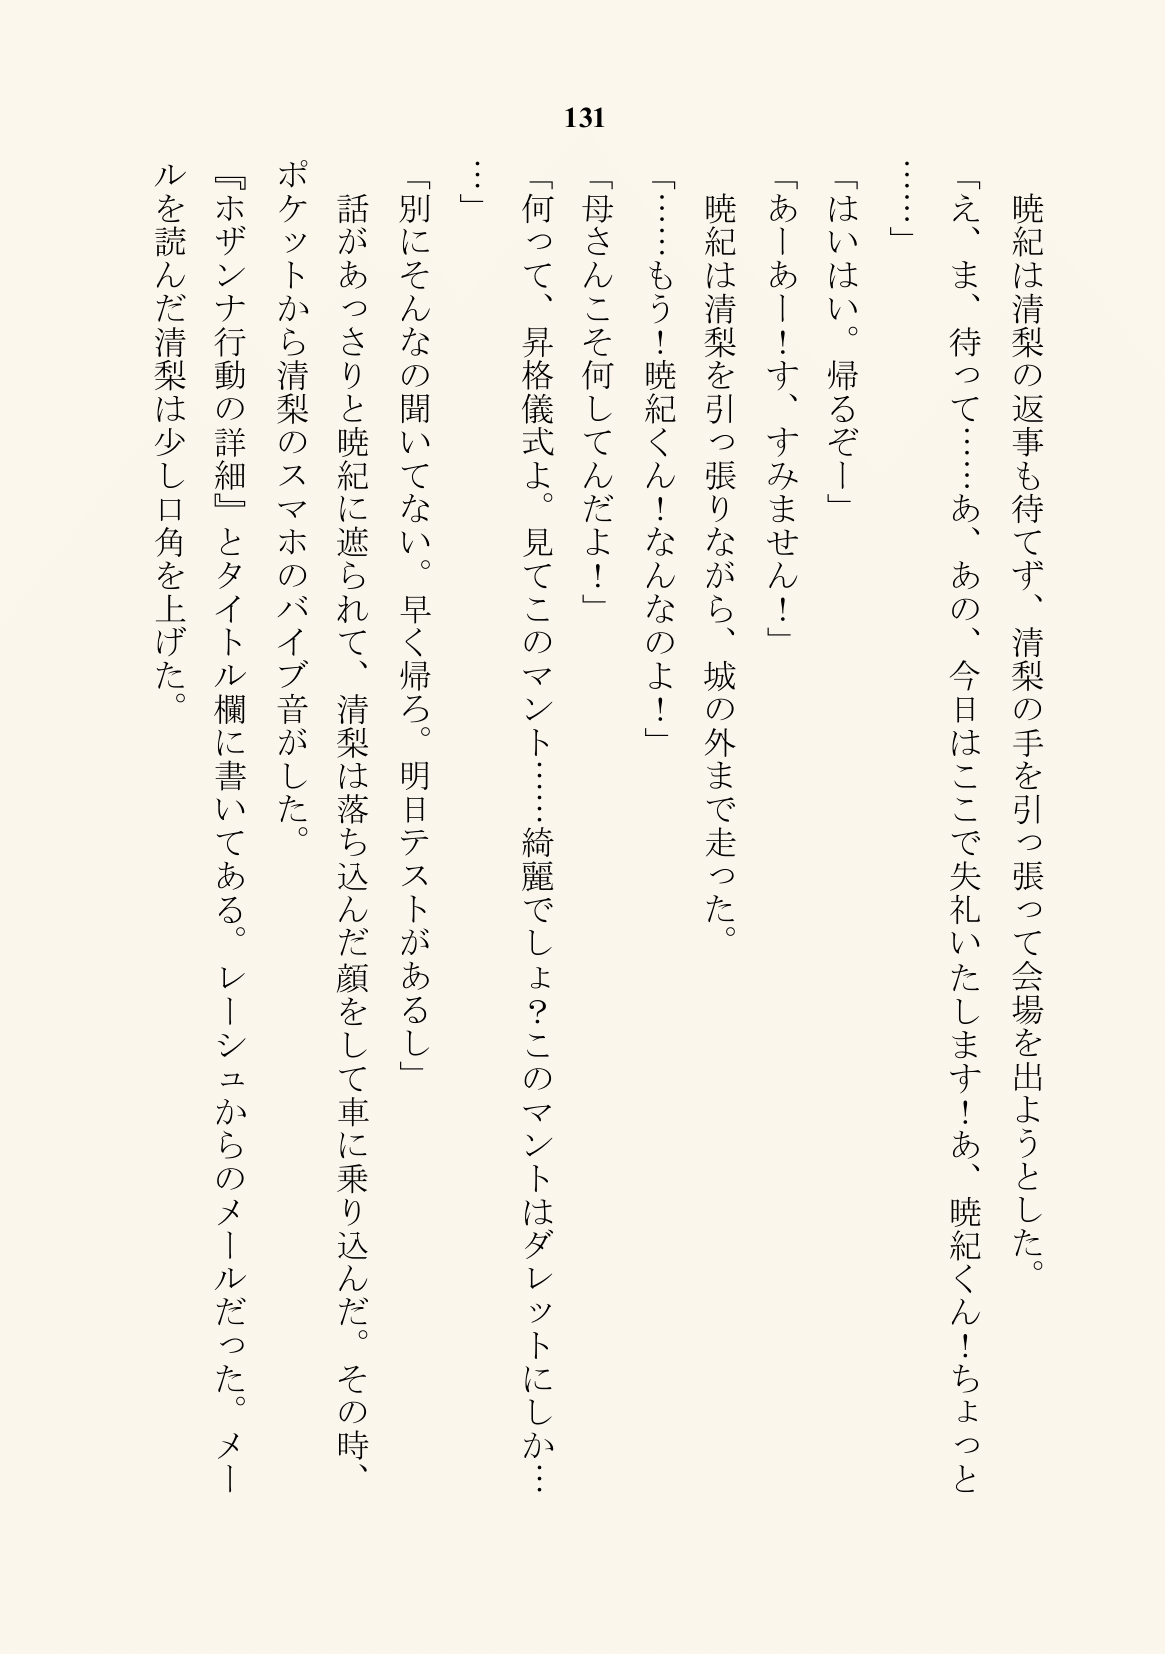 131
　暁紀は清梨の返事も待てず、清梨の手を引っ張って会場を出ようとした。
「え、ま、待って……あ、あの、今日はここで失礼いたします！あ、暁紀くん！ちょっと
……」
「はいはい。帰るぞー」
「あーあー！す、すみません！」
　暁紀は清梨を引っ張りながら、城の外まで走った。
「……もう！暁紀くん！なんなのよ！」
「母さんこそ何してんだよ！」
「何って、昇格儀式よ。見てこのマント……綺麗でしょ？このマントはダレットにしか…
…」
「別にそんなの聞いてない。早く帰ろ。明日テストがあるし」
　話があっさりと暁紀に遮られて、清梨は落ち込んだ顔をして車に乗り込んだ。その時、
ポケットから清梨のスマホのバイブ音がした。
『ホザンナ行動の詳細』とタイトル欄に書いてある。レーシュからのメールだった。メー
ルを読んだ清梨は少し口角を上げた。